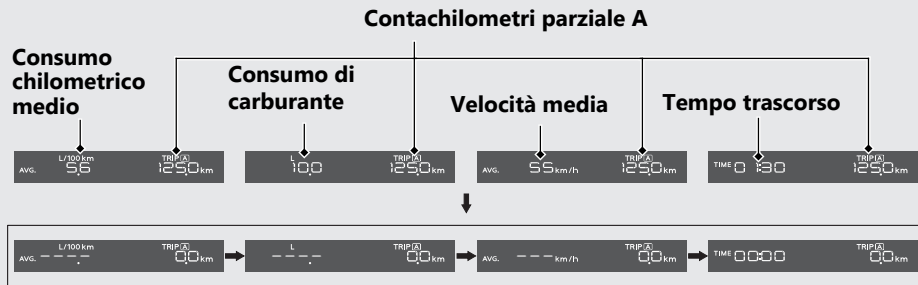 Contachilometri parziale A
Consumo
chilometrico
medio
Consumo di
carburante
Velocità media
Tempo trascorso
AVG. 5.6 L/100 km TRIP A 125.0 km
10.0 L TRIP A 125.0 km
AVG. 55 km/h TRIP A 125.0 km
TIME 01:30 TRIP A 125.0 km
AVG. ----. L/100 km TRIP A 0.0 km
----. L TRIP A 0.0 km
AVG. --- km/h TRIP A 0.0 km
TIME 00:00 TRIP A 0.0 km